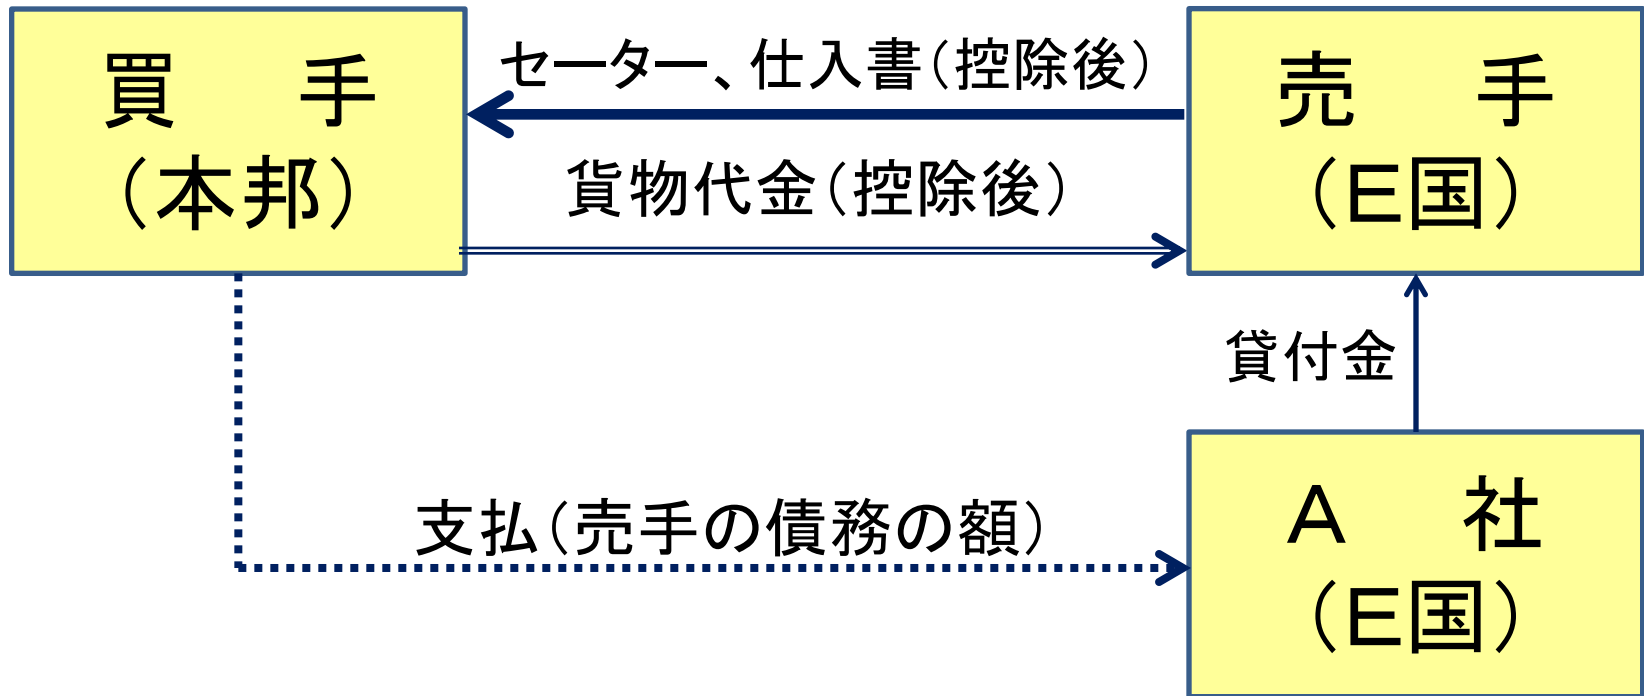 買　手
（本邦）
セーター、仕入書（控除後）
貨物代金（控除後）
売　手
（E国）
貸付金
支払（売手の債務の額）
A　社
（E国）